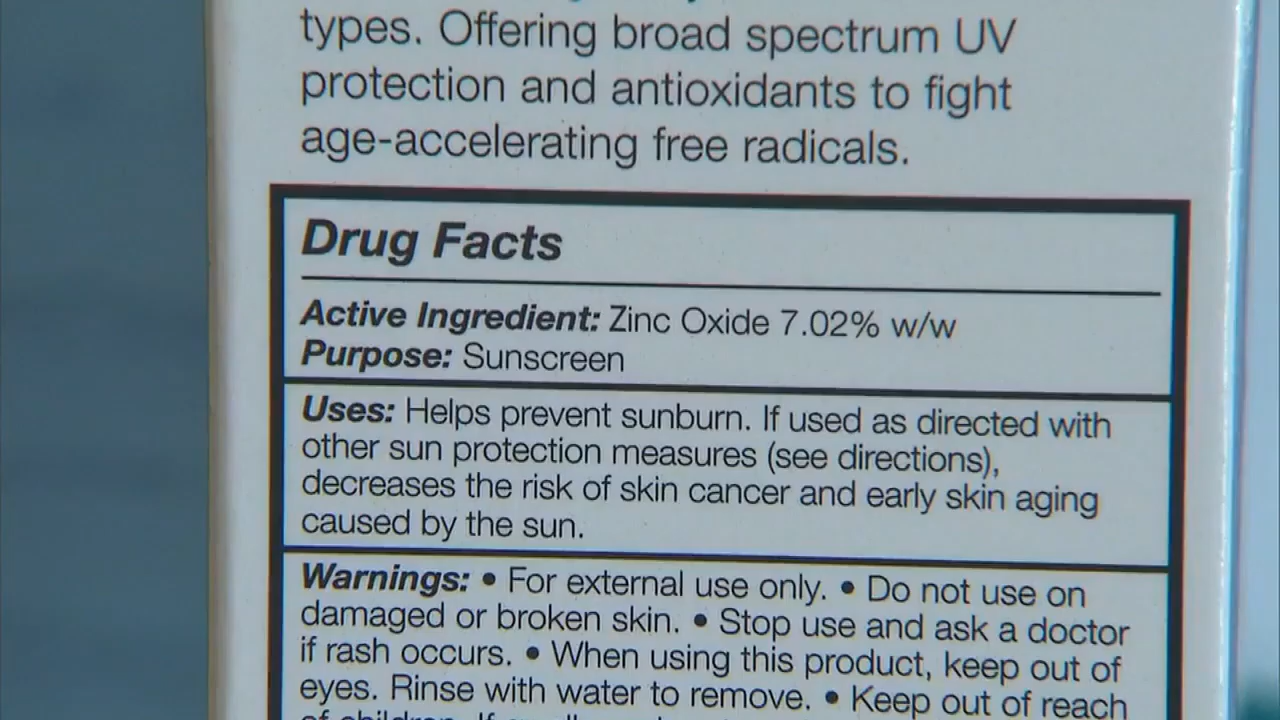 types. Offering broad spectrum UV
protection and antioxidants to fight
age-accelerating free radicals.
Drug Facts
Active Ingredient: Zinc Oxide 7.02% w/w
Purpose: Sunscreen
Uses: Helps prevent sunburn. If used as directed with
other sun protection measures (see directions),
decreases the risk of skin cancer and early skin aging
caused by the sun.
Warnings: • For external use only. • Do not use on
damaged or broken skin. • Stop use and ask a doctor
if rash occurs. • When using this product, keep out of
eyes. Rinse with water to remove. • Keep out of reach
of children. If